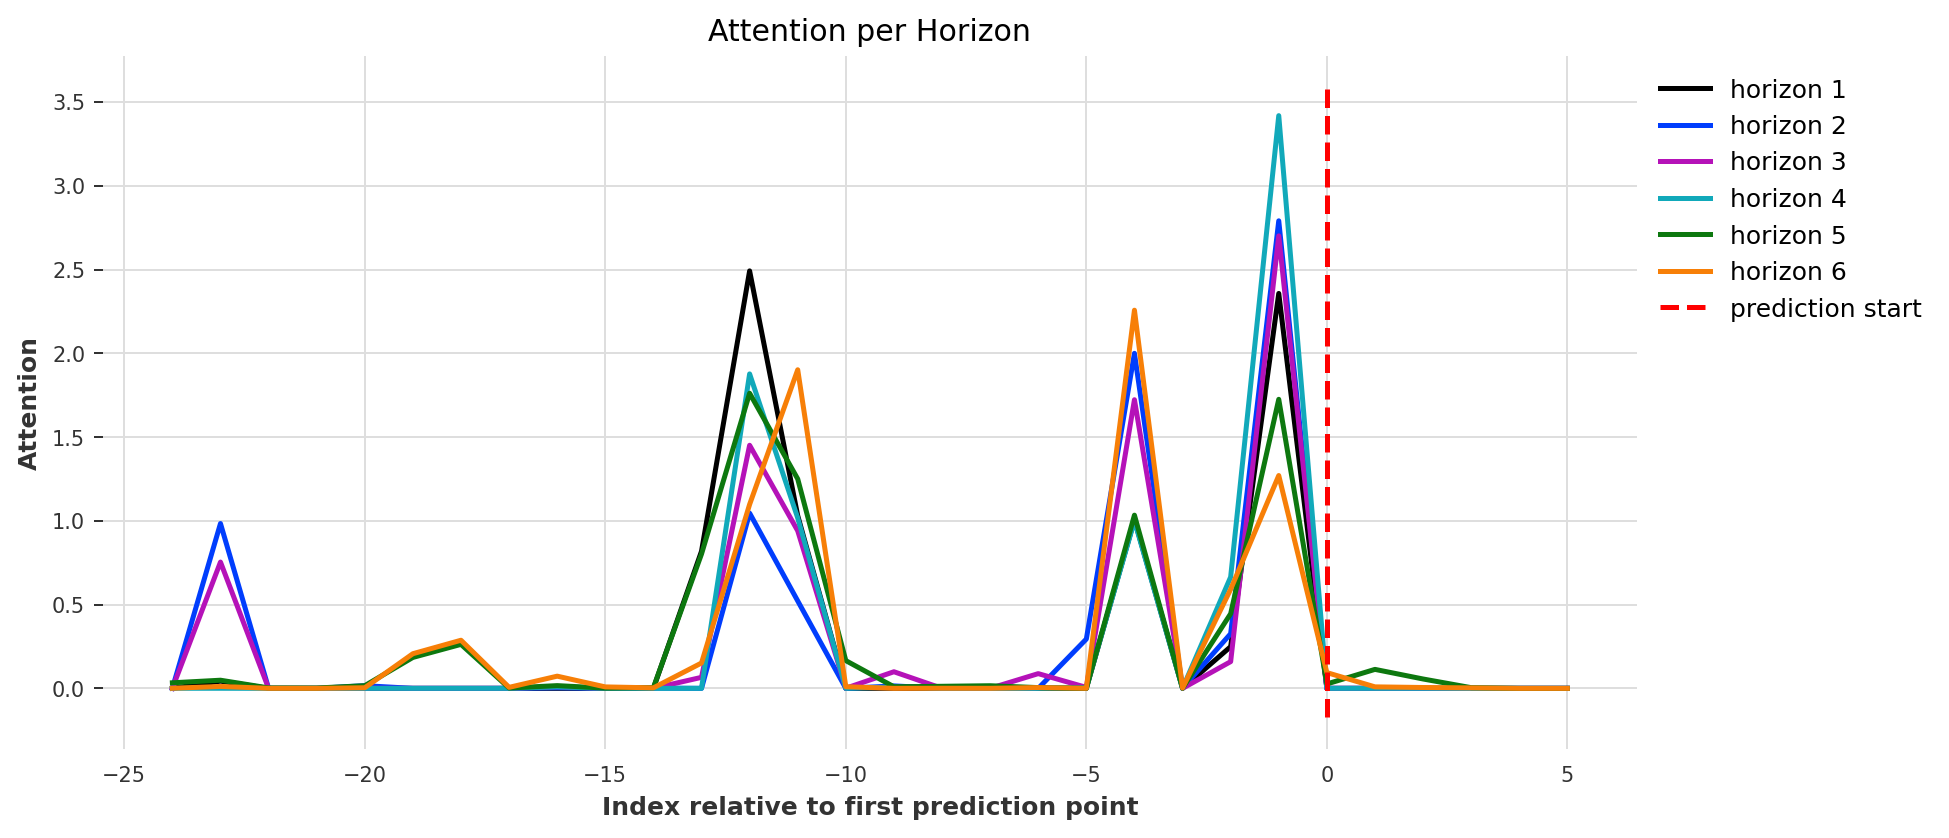 Attention per Horizon
3.5
3.0
2.5
2.0
1.5
1.0
0.5
0.0
Attention
−25
−20
−15
−10
−5
0
5
Index relative to first prediction point
horizon 1
horizon 2
horizon 3
horizon 4
horizon 5
horizon 6
prediction start